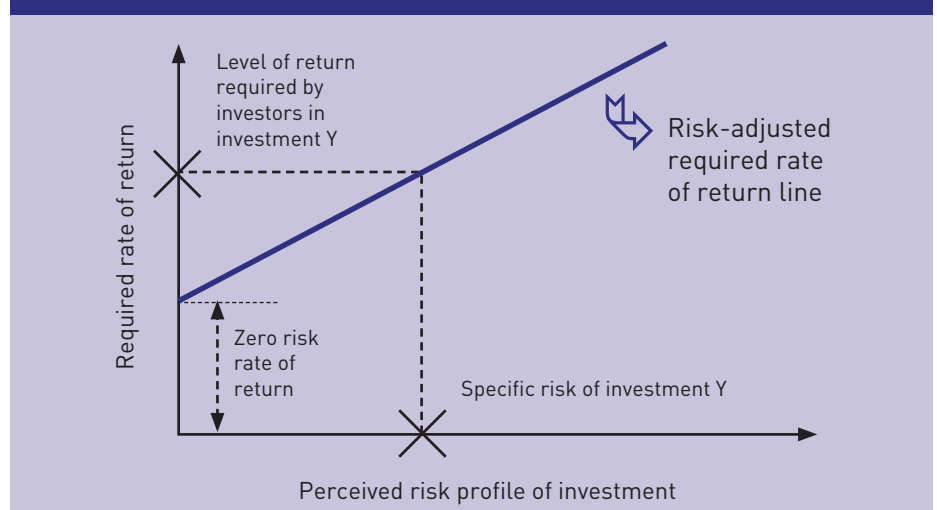 Level of return
required by
investors in
investment Y
Risk-adjusted
required rate
of return line
Required rate of return
Zero risk
rate of
return
Specific risk of investment Y
Perceived risk profile of investment